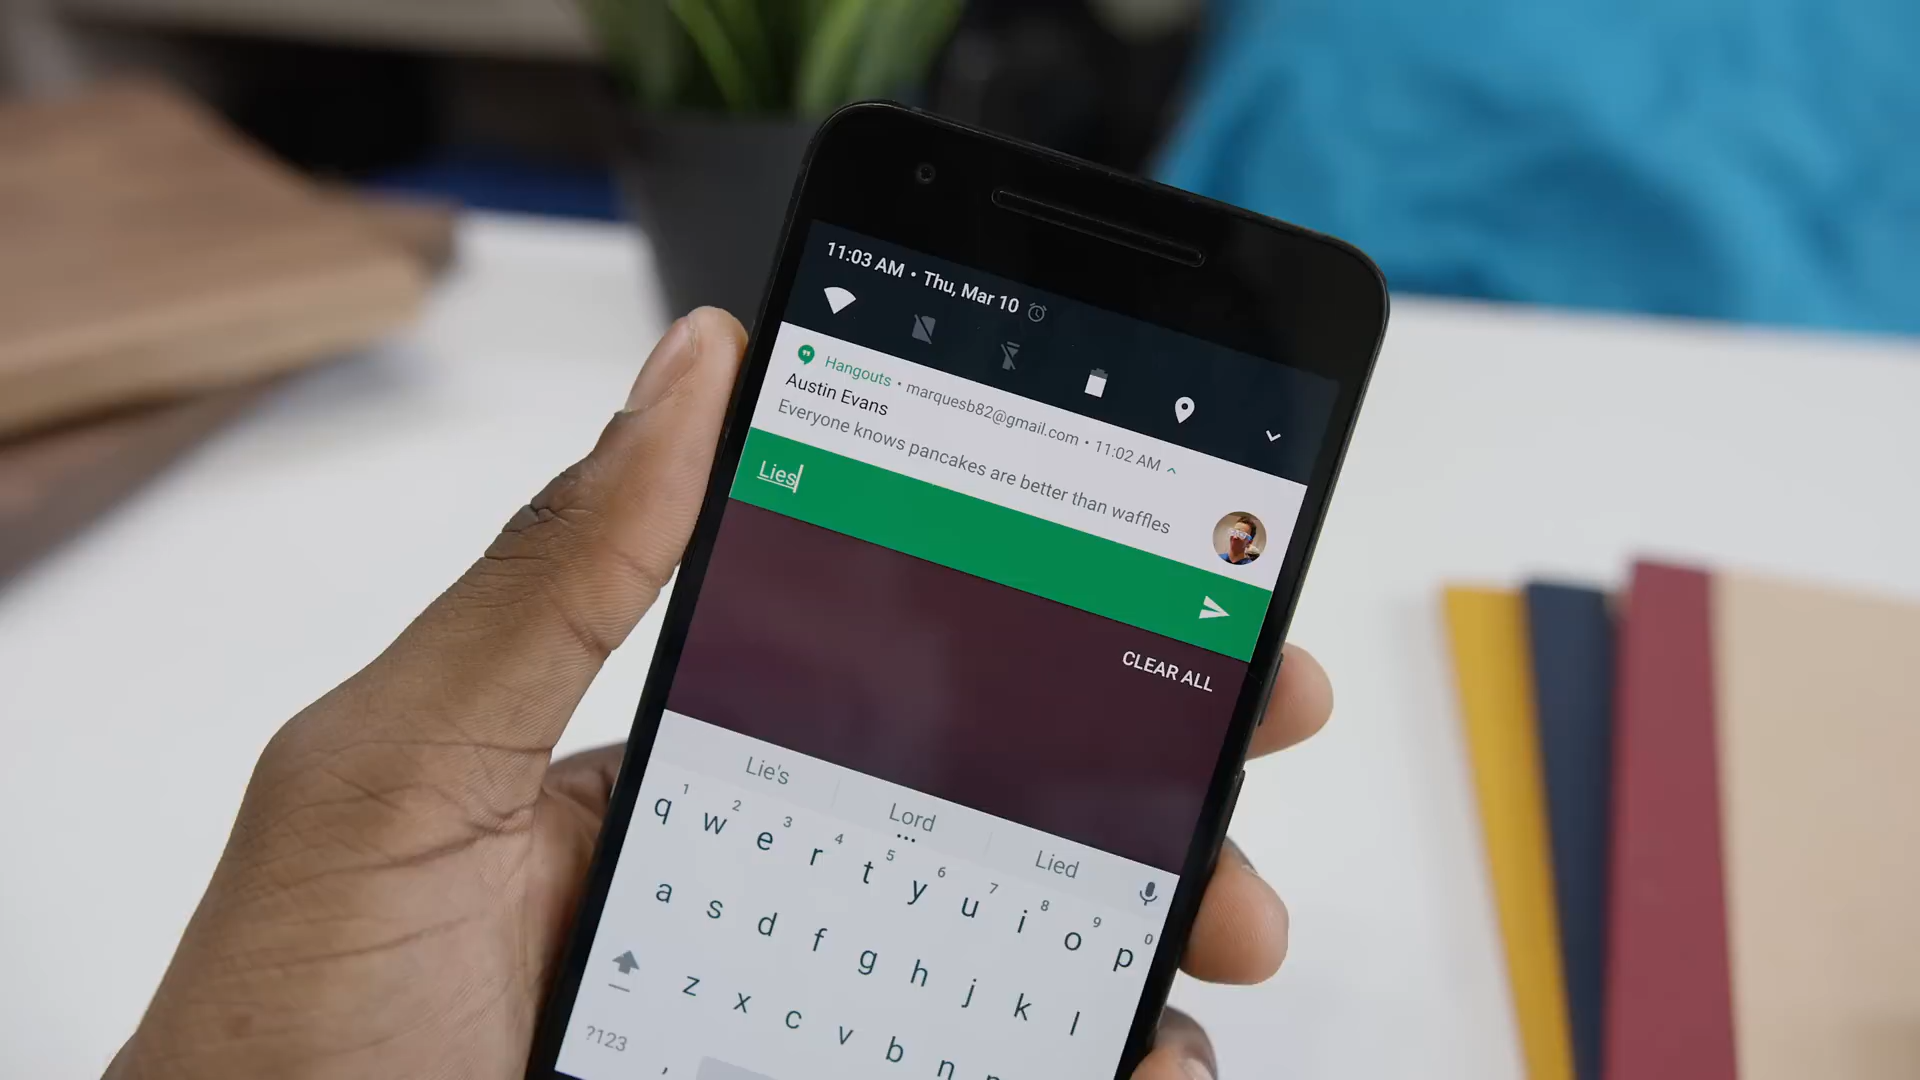 11:03 AM • Thu, Mar 10
Hangouts • marquesb82@gmail.com • 11:02 AM
Austin Evans
Everyone knows pancakes are better than waffles
Lies
CLEAR ALL
Lie's Lord Lied
q 1 w 2 e 3 r 4 t 5 y 6 u 7 i 8 o 9 p 0
a s d f g h j k l
z x c v b n
?123 ,